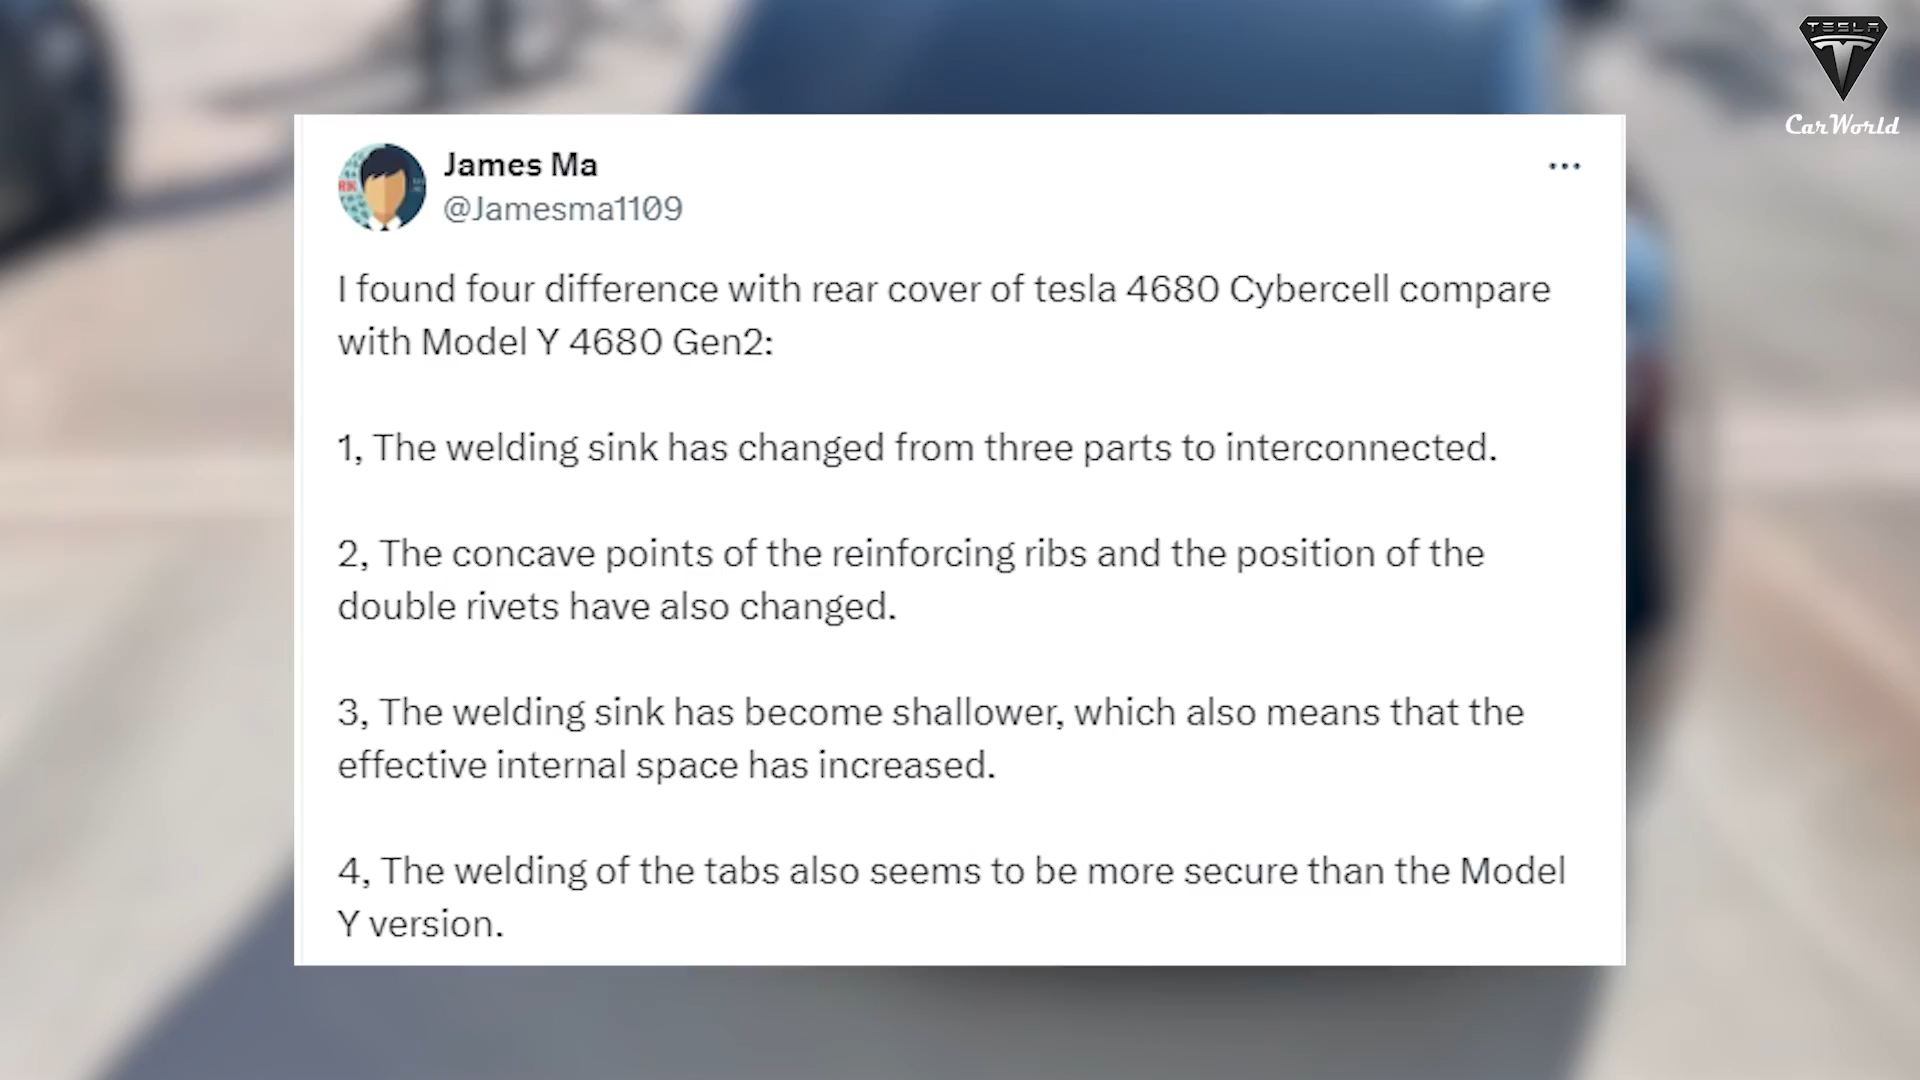 TESLA
CarWorld
James Ma
@Jamesma1109
I found four difference with rear cover of tesla 4680 Cybercell compare
with Model Y 4680 Gen2:
1, The welding sink has changed from three parts to interconnected.
2, The concave points of the reinforcing ribs and the position of the
double rivets have also changed.
3, The welding sink has become shallower, which also means that the
effective internal space has increased.
4, The welding of the tabs also seems to be more secure than the Model
Y version.